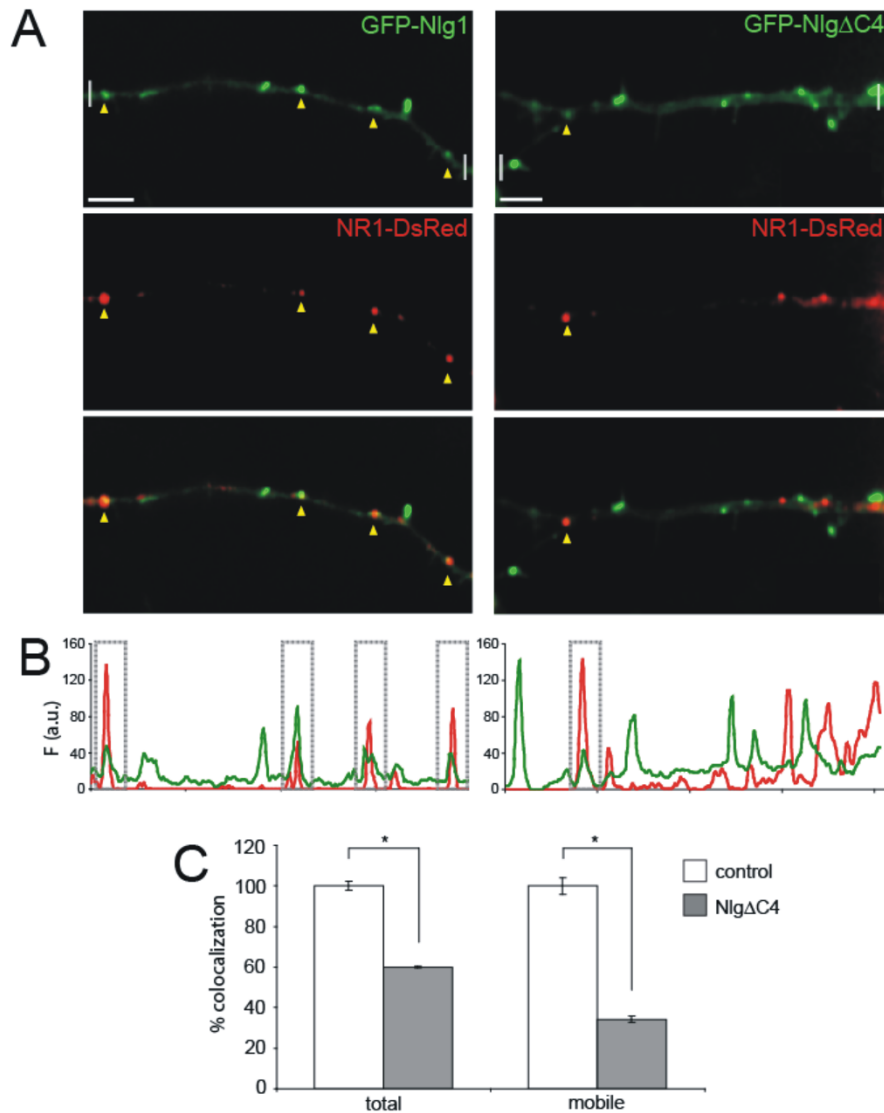 A
GFP-Nlg1
GFP-NlgΔC4
NR1-DsRed
NR1-DsRed
B
F (a.u.)
160
120
80
40
0
160
120
80
40
0
C
% colocalization
120
100
80
60
40
20
0
*
*
control
NlgΔC4
total
mobile